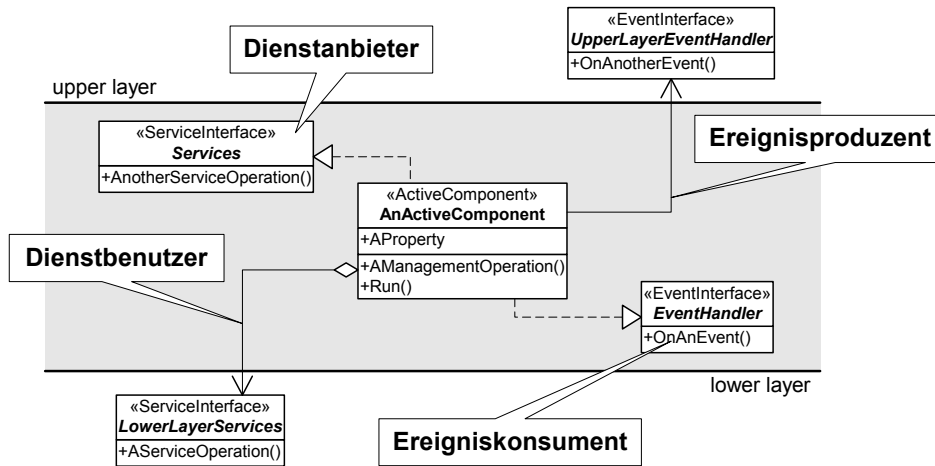 «EventInterface»
UpperLayerEventHandler
+OnAnotherEvent()
Dienstanbieter
upper layer
«ServiceInterface»
Services
+AnotherServiceOperation()
Ereignisproduzent
«ActiveComponent»
AnActiveComponent
+AProperty
+AManagementOperation()
+Run()
Dienstbenutzer
«EventInterface»
EventHandler
+OnAnEvent()
lower layer
«ServiceInterface»
LowerLayerServices
+AServiceOperation()
Ereigniskonsument